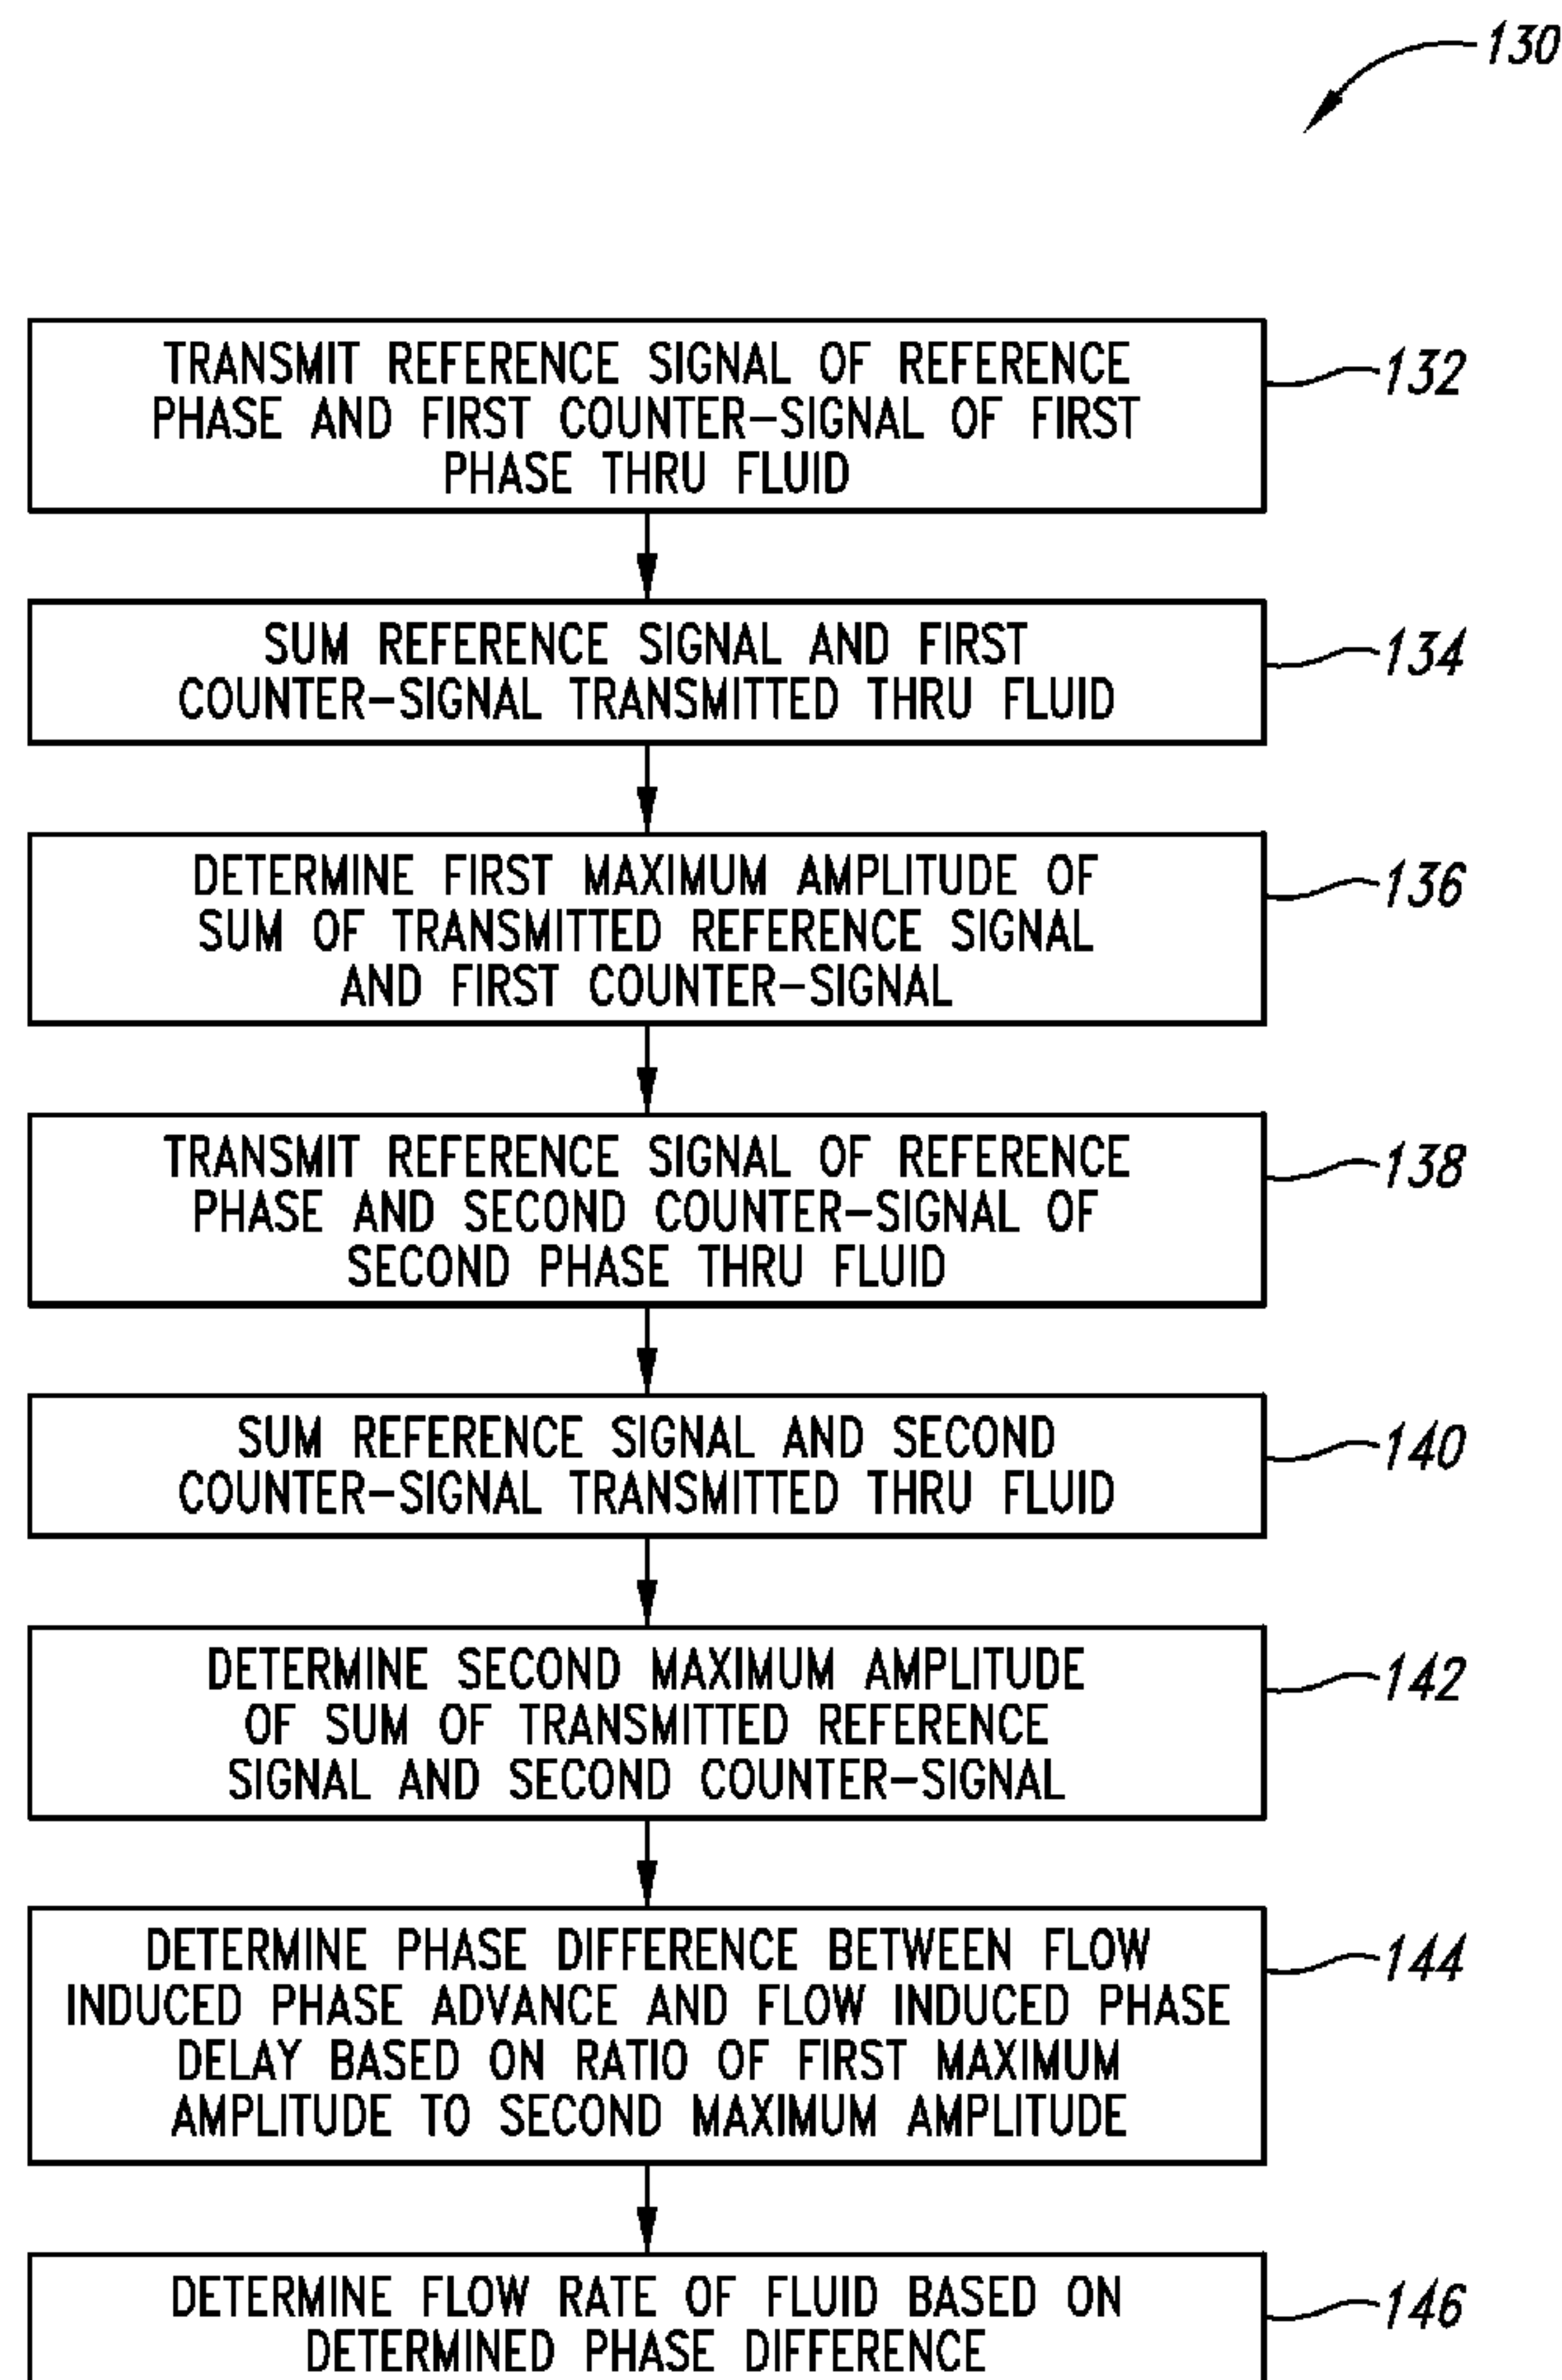 130
TRANSMIT REFERENCE SIGNAL OF REFERENCE
PHASE AND FIRST COUNTER-SIGNAL OF FIRST
PHASE THRU FLUID
132
SUM REFERENCE SIGNAL AND FIRST
COUNTER-SIGNAL TRANSMITTED THRU FLUID
134
DETERMINE FIRST MAXIMUM AMPLITUDE OF
SUM OF TRANSMITTED REFERENCE SIGNAL
AND FIRST COUNTER-SIGNAL
136
TRANSMIT REFERENCE SIGNAL OF REFERENCE
PHASE AND SECOND COUNTER-SIGNAL OF
SECOND PHASE THRU FLUID
138
SUM REFERENCE SIGNAL AND SECOND
COUNTER-SIGNAL TRANSMITTED THRU FLUID
140
DETERMINE SECOND MAXIMUM AMPLITUDE
OF SUM OF TRANSMITTED REFERENCE
SIGNAL AND SECOND COUNTER-SIGNAL
142
DETERMINE PHASE DIFFERENCE BETWEEN FLOW
INDUCED PHASE ADVANCE AND FLOW INDUCED PHASE
DELAY BASED ON RATIO OF FIRST MAXIMUM
AMPLITUDE TO SECOND MAXIMUM AMPLITUDE
144
DETERMINE FLOW RATE OF FLUID BASED ON
DETERMINED PHASE DIFFERENCE
146